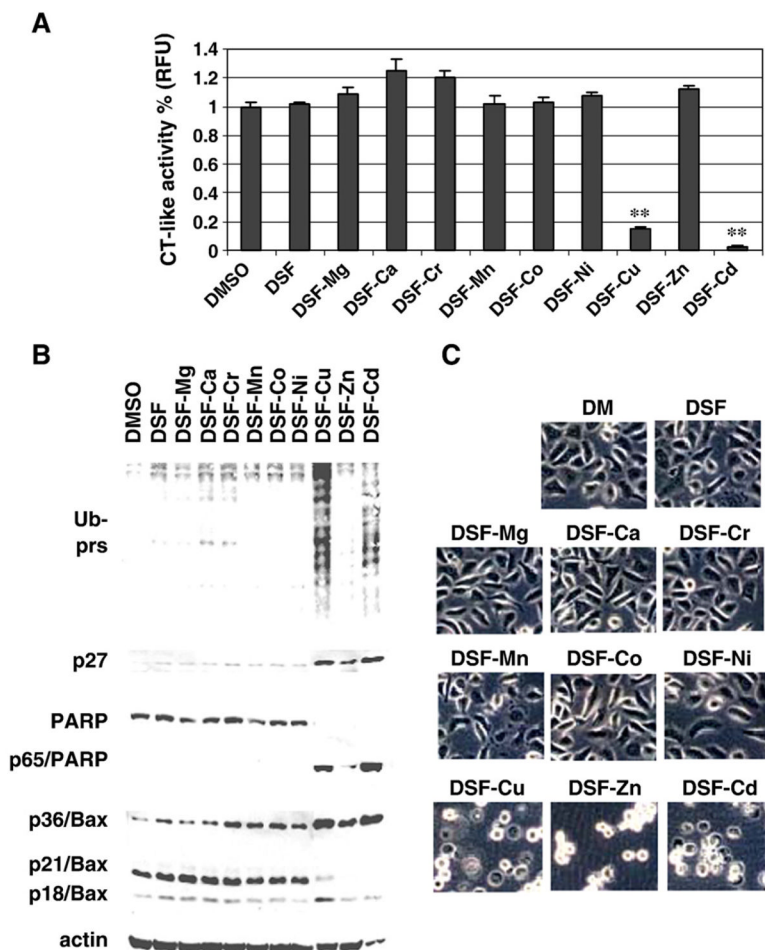 A
CT-like activity % (RFU)
1.4
1.2
1
0.8
0.6
0.4
0.2
0
**
**
DMSO
DSF
DSF-Mg
DSF-Ca
DSF-Cr
DSF-Mn
DSF-Co
DSF-Ni
DSF-Cu
DSF-Zn
DSF-Cd
B
DMSO
DSF
DSF-Mg
DSF-Ca
DSF-Cr
DSF-Mn
DSF-Co
DSF-Ni
DSF-Cu
DSF-Zn
DSF-Cd
Ub-
prs
p27
PARP
p65/PARP
p36/Bax
p21/Bax
p18/Bax
actin
C
DM DSF
DSF-Mg DSF-Ca DSF-Cr
DSF-Mn DSF-Co DSF-Ni
DSF-Cu DSF-Zn DSF-Cd